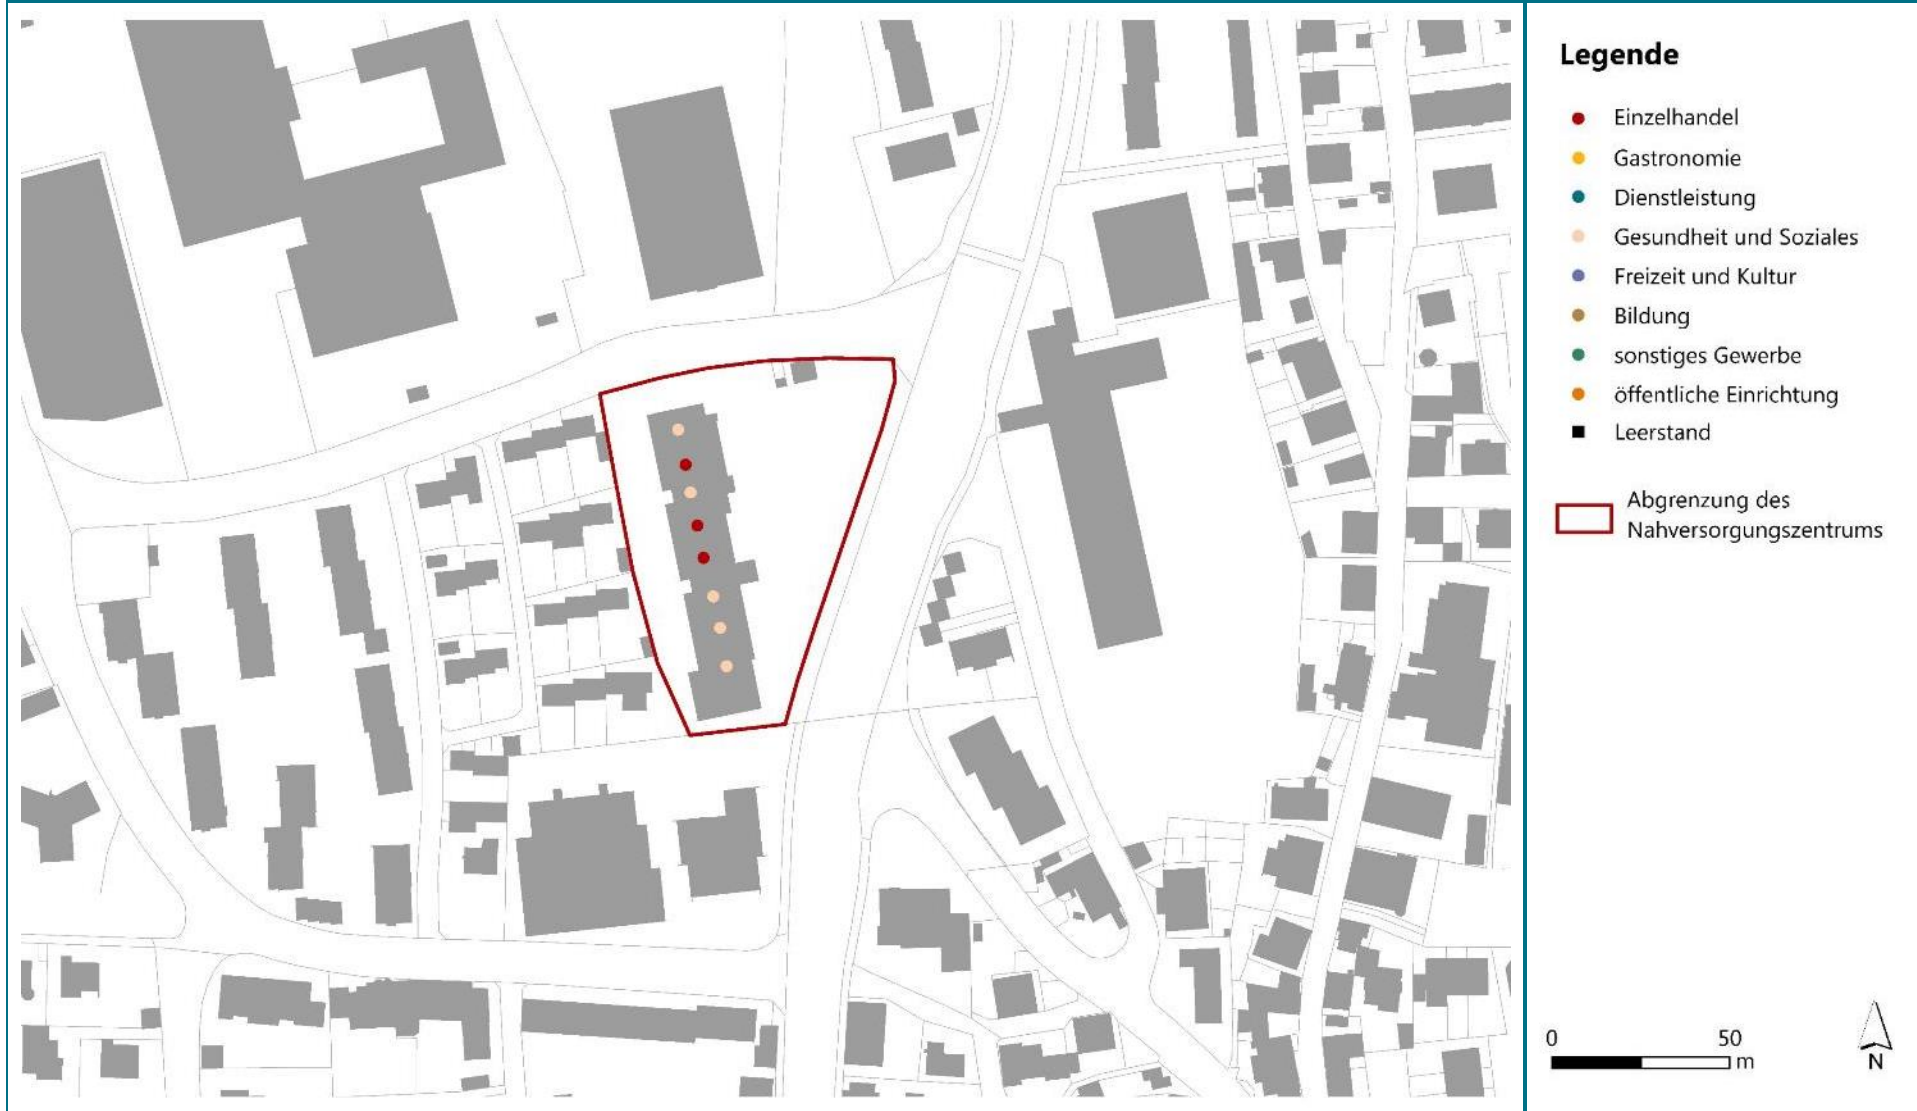 Legende
Einzelhandel
Gastronomie
Dienstleistung
Gesundheit und Soziales
Freizeit und Kultur
Bildung
sonstiges Gewerbe
öffentliche Einrichtung
Leerstand
Abgrenzung des
Nahversorgungszentrums
0 50
m
N